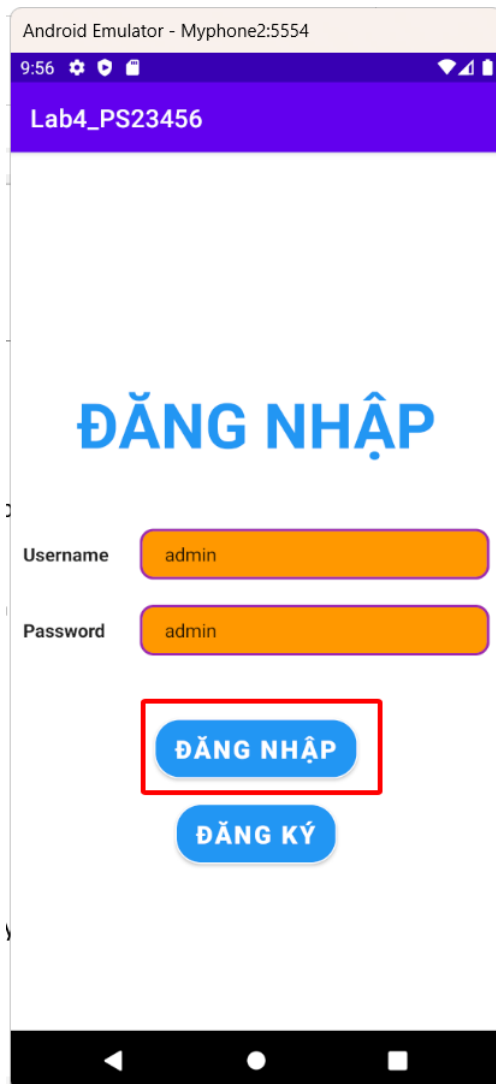 Android Emulator - Myphone2:5554
9:56
Lab4_PS23456
ĐĂNG NHẬP
Username admin
Password admin
ĐĂNG NHẬP
ĐĂNG KÝ